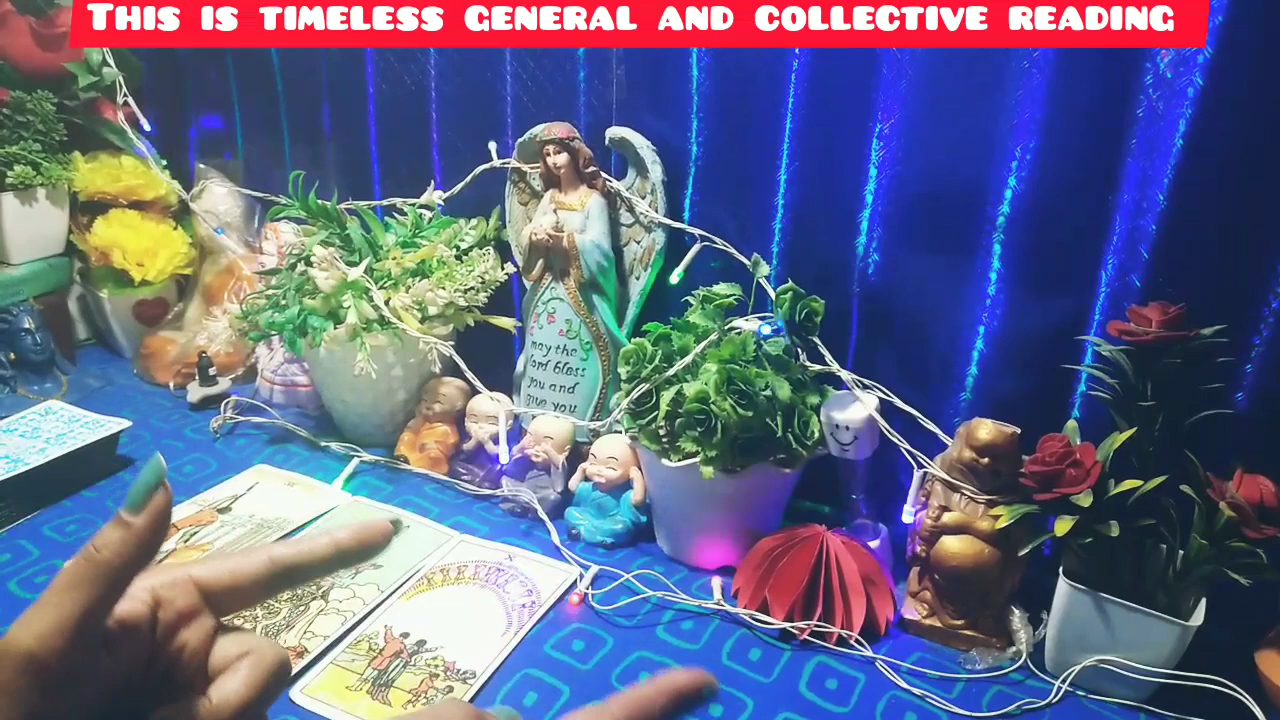 This is timeless general and collective reading
may the
lord bless
you and
give you
X